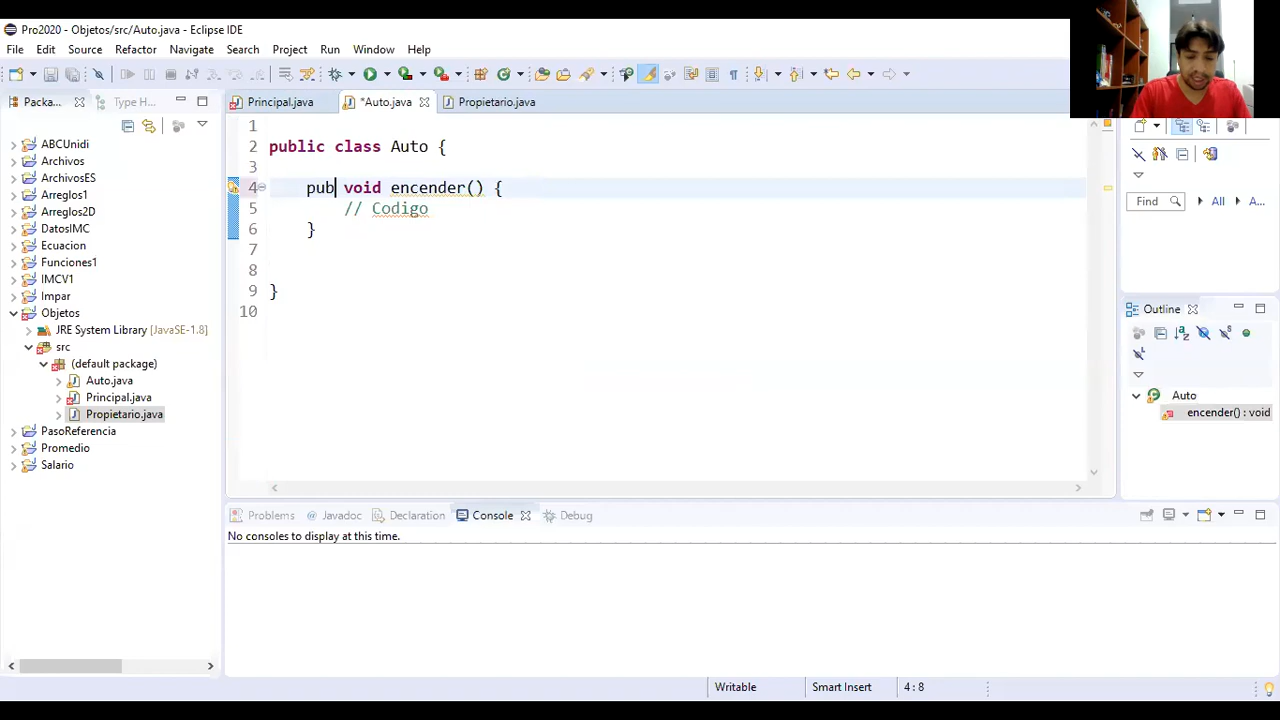 Pro2020 - Objetos/src/Auto.java - Eclipse IDE
File Edit Source Refactor Navigate Search Project Run Window Help
Packa... Type H...
Principal.java *Auto.java Propietario.java
ABCUnidi
Archivos
ArchivosES
Arreglos1
Arreglos2D
DatosIMC
Ecuacion
Funciones1
IMCV1
Impar
Objetos
JRE System Library [JavaSE-1.8]
src
(default package)
Auto.java
Principal.java
Propietario.java
PasoReferencia
Promedio
Salario
1
2 public class Auto {
3
4 pub void encender() {
5 // Codigo
6 }
7
8
9 }
10
Find All A...
Outline
Auto
encender() : void
Problems Javadoc Declaration Console Debug
No consoles to display at this time.
Writable Smart Insert 4 : 8